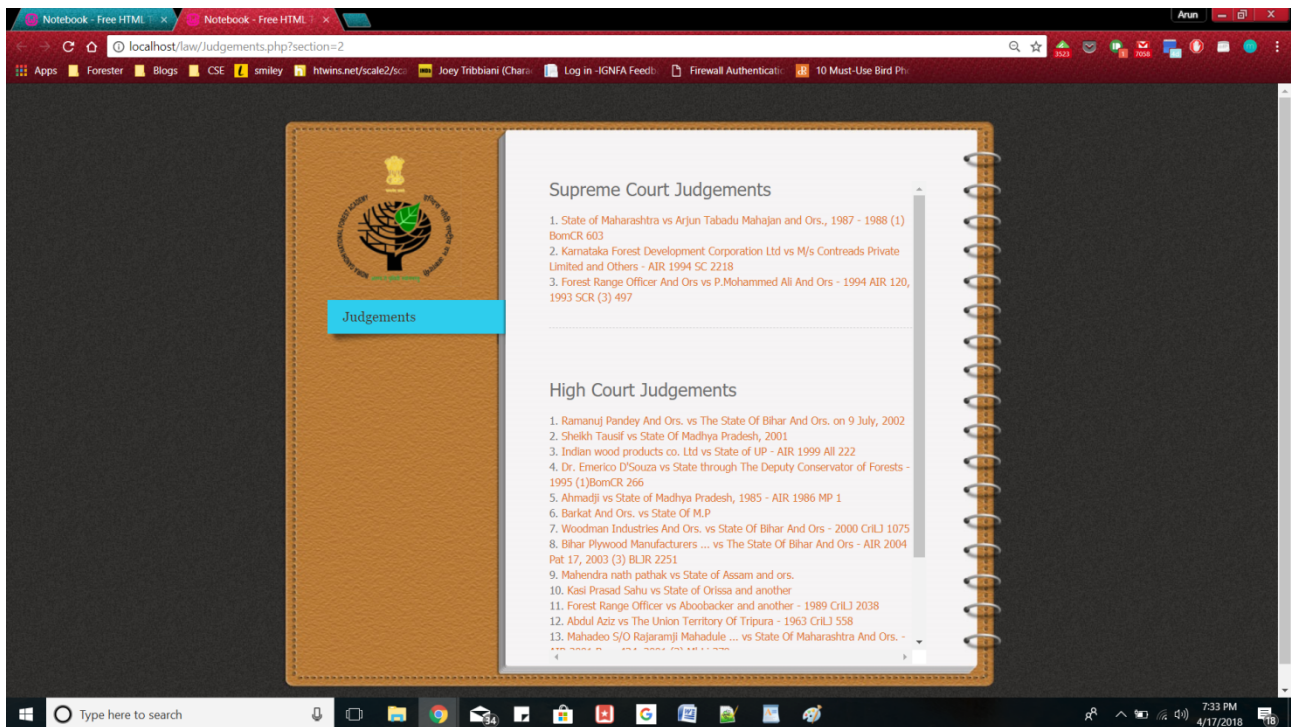 Notebook - Free HTML T
Notebook - Free HTML T
Arun
localhost/law/Judgements.php?section=2
3523
1
7058
Apps
Forester
Blogs
CSE
smiley
htwins.net/scale2/sca
Joey Tribbiani (Chara
Log in -IGNFA Feedb
Firewall Authenticatio
10 Must-Use Bird Pho
Supreme Court Judgements
1. State of Maharashtra vs Arjun Tabadu Mahajan and Ors., 1987 - 1988 (1)
BomCR 603
2. Karnataka Forest Development Corporation Ltd vs M/s Contreads Private
Limited and Others - AIR 1994 SC 2218
3. Forest Range Officer And Ors vs P.Mohammed Ali And Ors - 1994 AIR 120,
1993 SCR (3) 497
Judgements
High Court Judgements
1. Ramanuj Pandey And Ors. vs The State Of Bihar And Ors. on 9 July, 2002
2. Sheikh Tausif vs State Of Madhya Pradesh, 2001
3. Indian wood products co. Ltd vs State of UP - AIR 1999 All 222
4. Dr. Emerico D'Souza vs State through The Deputy Conservator of Forests -
1995 (1)BomCR 266
5. Ahmadji vs State of Madhya Pradesh, 1985 - AIR 1986 MP 1
6. Barkat And Ors. vs State Of M.P
7. Woodman Industries And Ors. vs State Of Bihar And Ors - 2000 CriLJ 1075
8. Bihar Plywood Manufacturers ... vs The State Of Bihar And Ors - AIR 2004
Pat 17, 2003 (3) BLJR 2251
9. Mahendra nath pathak vs State of Assam and ors.
10. Kasi Prasad Sahu vs State of Orissa and another
11. Forest Range Officer vs Aboobacker and another - 1989 CriLJ 2038
12. Abdul Aziz vs The Union Territory Of Tripura - 1963 CriLJ 558
13. Mahadeo S/O Rajaramji Mahadule ... vs State Of Maharashtra And Ors. -
Type here to search
34
7:33 PM
4/17/2018
18